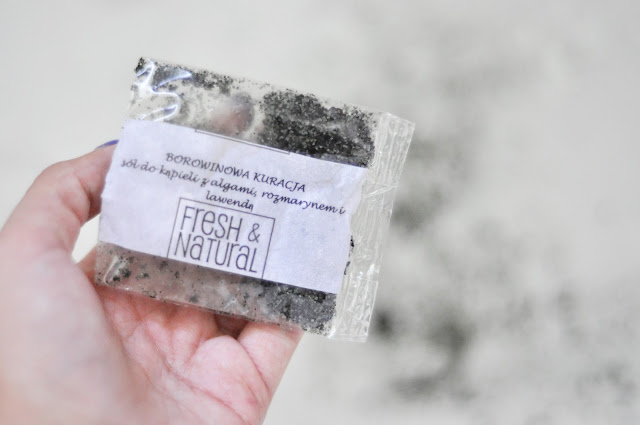 BOROWINOWA KURACJA
sól do kąpieli z algami, rozmarynem i
lawendą
FRESH &
NATURAL